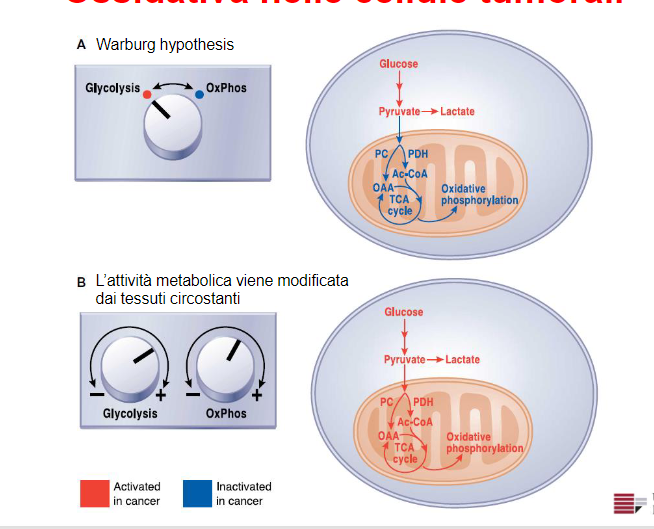 A Warburg hypothesis
Glycolysis
OxPhos
Glucose
Pyruvate
Lactate
PC
PDH
Ac-CoA
OAA
TCA
cycle
Oxidative
phosphorylation
B L'attività metabolica viene modificata
dai tessuti circostanti
– +
Glycolysis
– +
OxPhos
Glucose
Pyruvate
Lactate
PC
PDH
Ac-CoA
OAA
TCA
cycle
Oxidative
phosphorylation
Activated
in cancer
Inactivated
in cancer